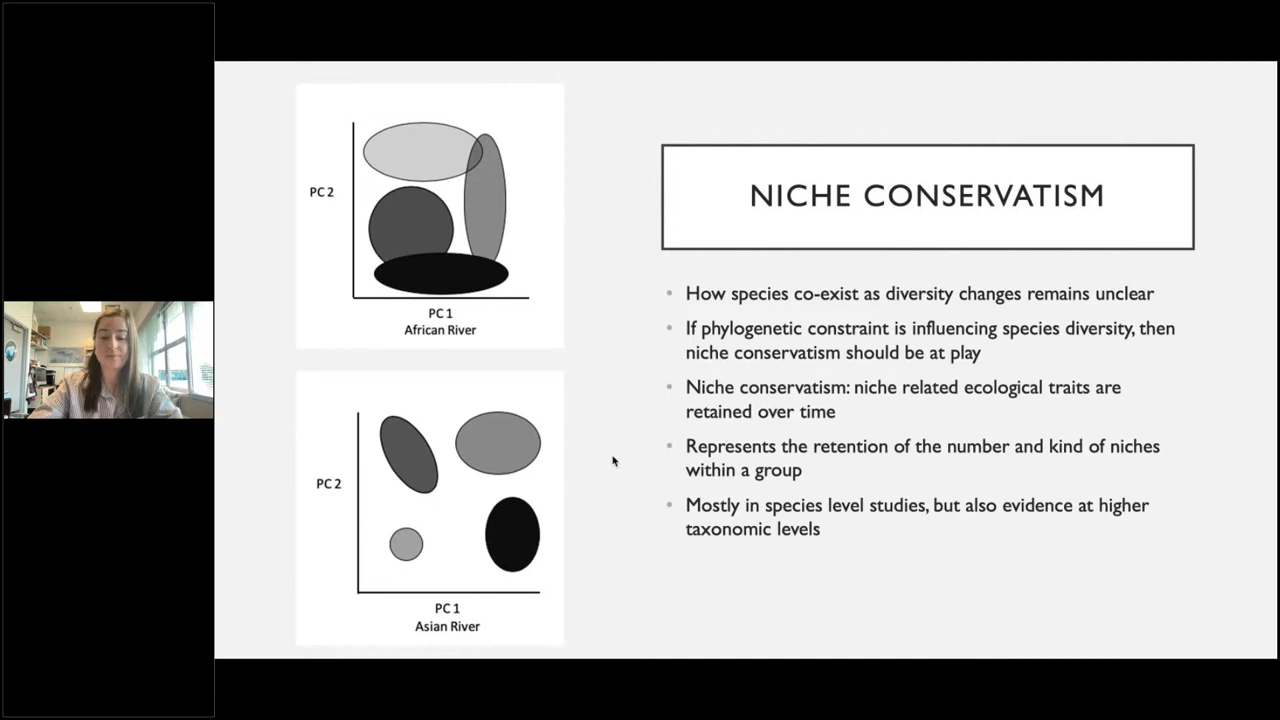 PC 2
PC 1
African River
PC 2
PC 1
Asian River
NICHE CONSERVATISM
How species co-exist as diversity changes remains unclear
If phylogenetic constraint is influencing species diversity, then
niche conservatism should be at play
Niche conservatism: niche related ecological traits are
retained over time
Represents the retention of the number and kind of niches
within a group
Mostly in species level studies, but also evidence at higher
taxonomic levels